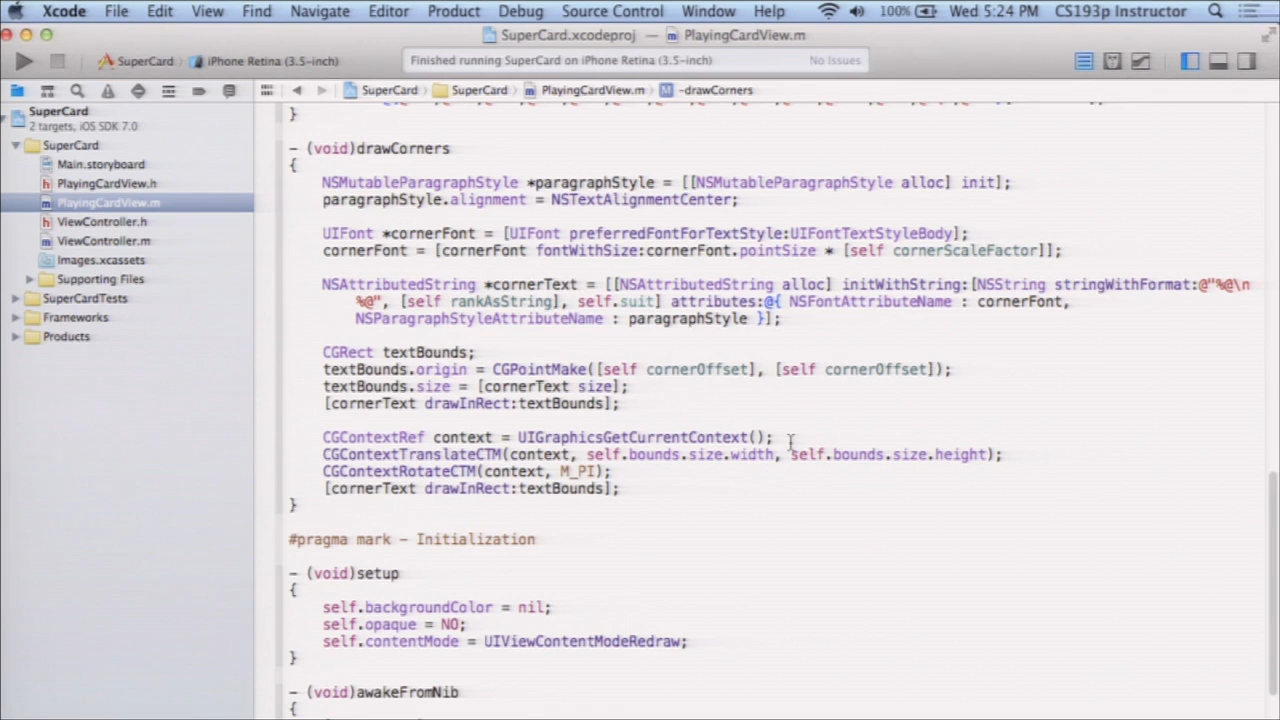 Xcode File Edit View Find Navigate Editor Product Debug Source Control Window Help 100% Wed 5:24 PM CS193p Instructor
SuperCard.xcodeproj — PlayingCardView.m
SuperCard iPhone Retina (3.5-inch) Finished running SuperCard on iPhone Retina (3.5-inch) No Issues
SuperCard SuperCard PlayingCardView.m M -drawCorners
SuperCard
2 targets, iOS SDK 7.0
SuperCard
Main.storyboard
h PlayingCardView.h
m PlayingCardView.m
h ViewController.h
m ViewController.m
Images.xcassets
Supporting Files
SuperCardTests
Frameworks
Products
}
- (void)drawCorners
{
NSMutableParagraphStyle *paragraphStyle = [[NSMutableParagraphStyle alloc] init];
paragraphStyle.alignment = NSTextAlignmentCenter;
UIFont *cornerFont = [UIFont preferredFontForTextStyle:UIFontTextStyleBody];
cornerFont = [cornerFont fontWithSize:cornerFont.pointSize * [self cornerScaleFactor]];
NSAttributedString *cornerText = [[NSAttributedString alloc] initWithString:[NSString stringWithFormat:@"%@\n
%@", [self rankAsString], self.suit] attributes:@{ NSFontAttributeName : cornerFont,
NSParagraphStyleAttributeName : paragraphStyle }];
CGRect textBounds;
textBounds.origin = CGPointMake([self cornerOffset], [self cornerOffset]);
textBounds.size = [cornerText size];
[cornerText drawInRect:textBounds];
CGContextRef context = UIGraphicsGetCurrentContext();
CGContextTranslateCTM(context, self.bounds.size.width, self.bounds.size.height);
CGContextRotateCTM(context, M_PI);
[cornerText drawInRect:textBounds];
}
#pragma mark - Initialization
- (void)setup
{
self.backgroundColor = nil;
self.opaque = NO;
self.contentMode = UIViewContentModeRedraw;
}
- (void)awakeFromNib
{